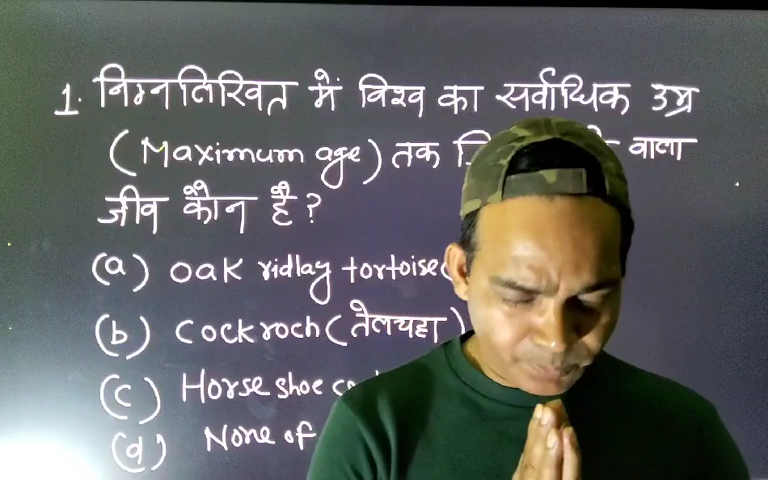 1. निम्नलिखित में विश्व का सर्वाधिक उम्र
(Maximum age) तक वाला
जीव कौन है?
(a) oak ridlay tortoise
(b) Cockroch (तेलचट्टा)
(c) Horse shoe
(d) None of